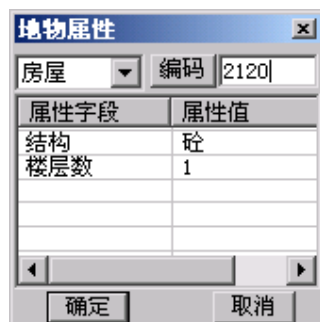 地物属性
房屋 编码 2120
属性字段 属性值
结构 砼
楼层数 1
确定 取消